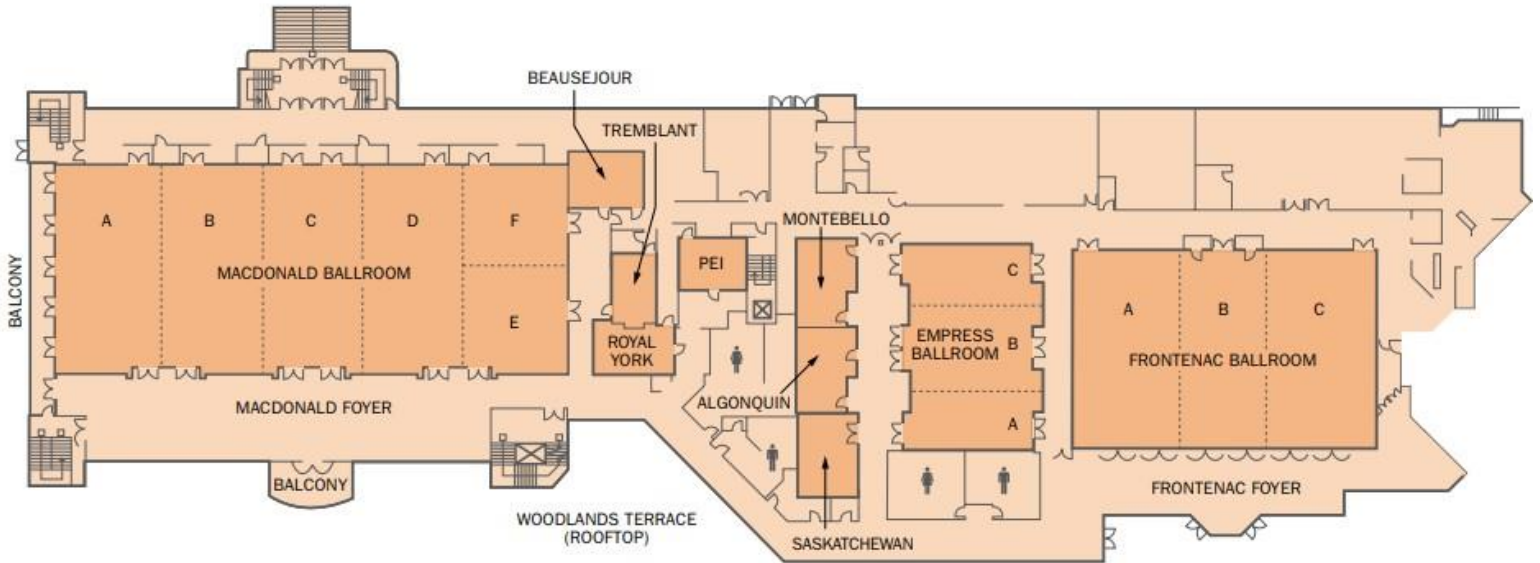 BEAUSEJOUR
TREMBLANT
MONTEBELLO
A
B
C
D
F
MACDONALD BALLROOM
E
PEI
ROYAL
YORK
BALCONY
C
EMPRESS
BALLROOM
B
A
A
B
C
FRONTENAC BALLROOM
ALGONQUIN
MACDONALD FOYER
BALCONY
FRONTENAC FOYER
WOODLANDS TERRACE
(ROOFTOP)
SASKATCHEWAN